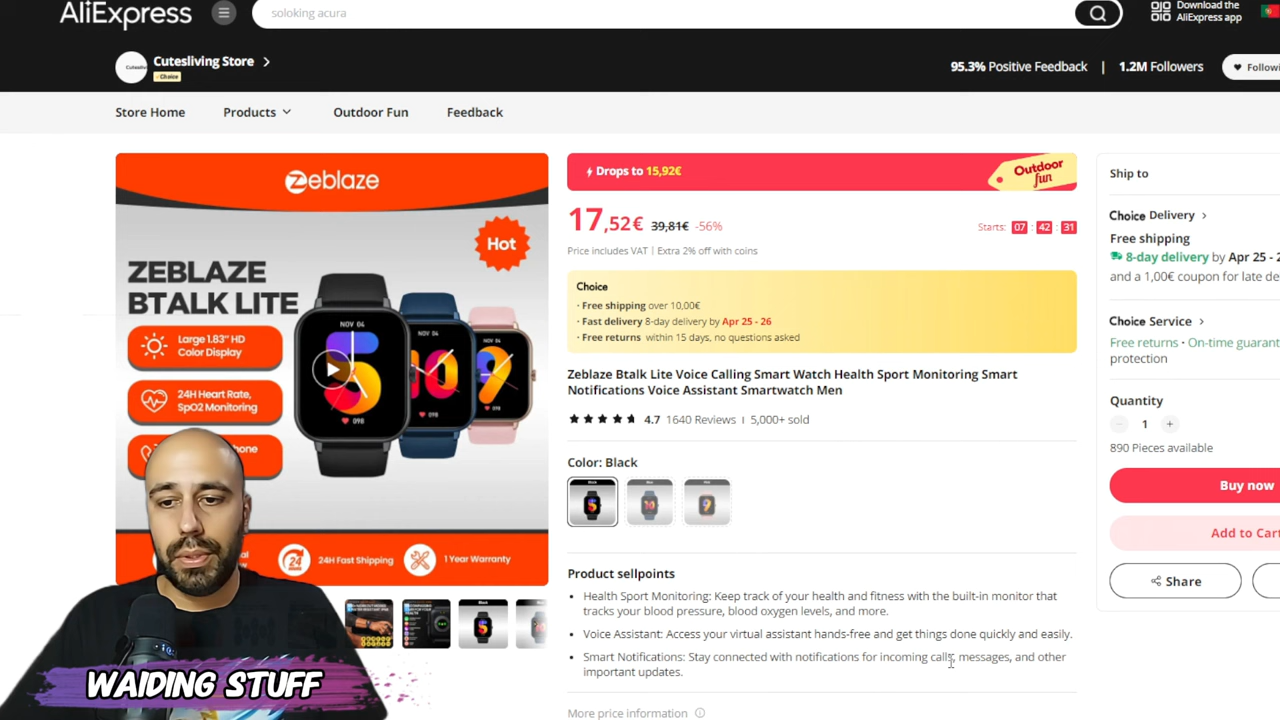 AliExpress
soloking acura
Download the
AliExpress app
Cutesliving Store >
Choice
95.3% Positive Feedback | 1.2M Followers
Store Home Products Outdoor Fun Feedback
zeblaze
Hot
ZEBLAZE
BTALK LITE
Large 1.83" HD
Color Display
24H Heart Rate,
SpO2 Monitoring
24H Fast Shipping
1 Year Warranty
Drops to 15,92€
Outdoor
fun
17,52€ 39,81€ -56%
Starts: 07 : 42 : 31
Price includes VAT | Extra 2% off with coins
Choice
· Free shipping over 10,00€
· Fast delivery 8-day delivery by Apr 25 - 26
· Free returns within 15 days, no questions asked
Zeblaze Btalk Lite Voice Calling Smart Watch Health Sport Monitoring Smart
Notifications Voice Assistant Smartwatch Men
4.7 1640 Reviews | 5,000+ sold
Color: Black
Product sellpoints
• Health Sport Monitoring: Keep track of your health and fitness with the built-in monitor that
tracks your blood pressure, blood oxygen levels, and more.
• Voice Assistant: Access your virtual assistant hands-free and get things done quickly and easily.
• Smart Notifications: Stay connected with notifications for incoming calls, messages, and other
important updates.
More price information
Ship to
Choice Delivery >
Free shipping
8-day delivery by Apr 25 -
and a 1,00€ coupon for late de
Choice Service >
Free returns · On-time guarant
protection
Quantity
1 +
890 Pieces available
Buy now
Add to Cart
Share
WAIDING STUFF